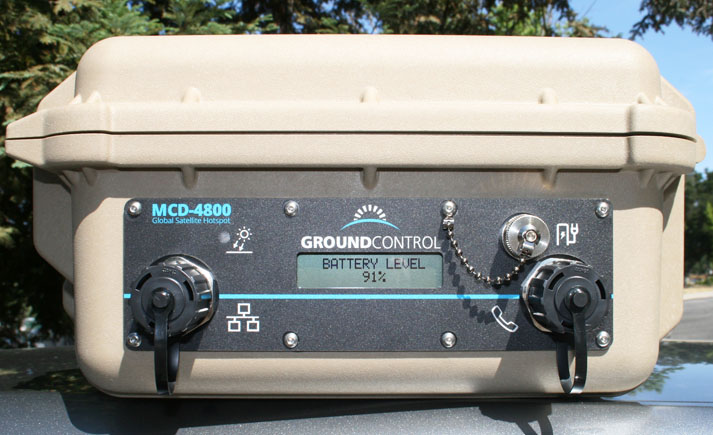 MCD-4800
Global Satellite Hotspot
GROUNDCONTROL
BATTERY LEVEL
91%